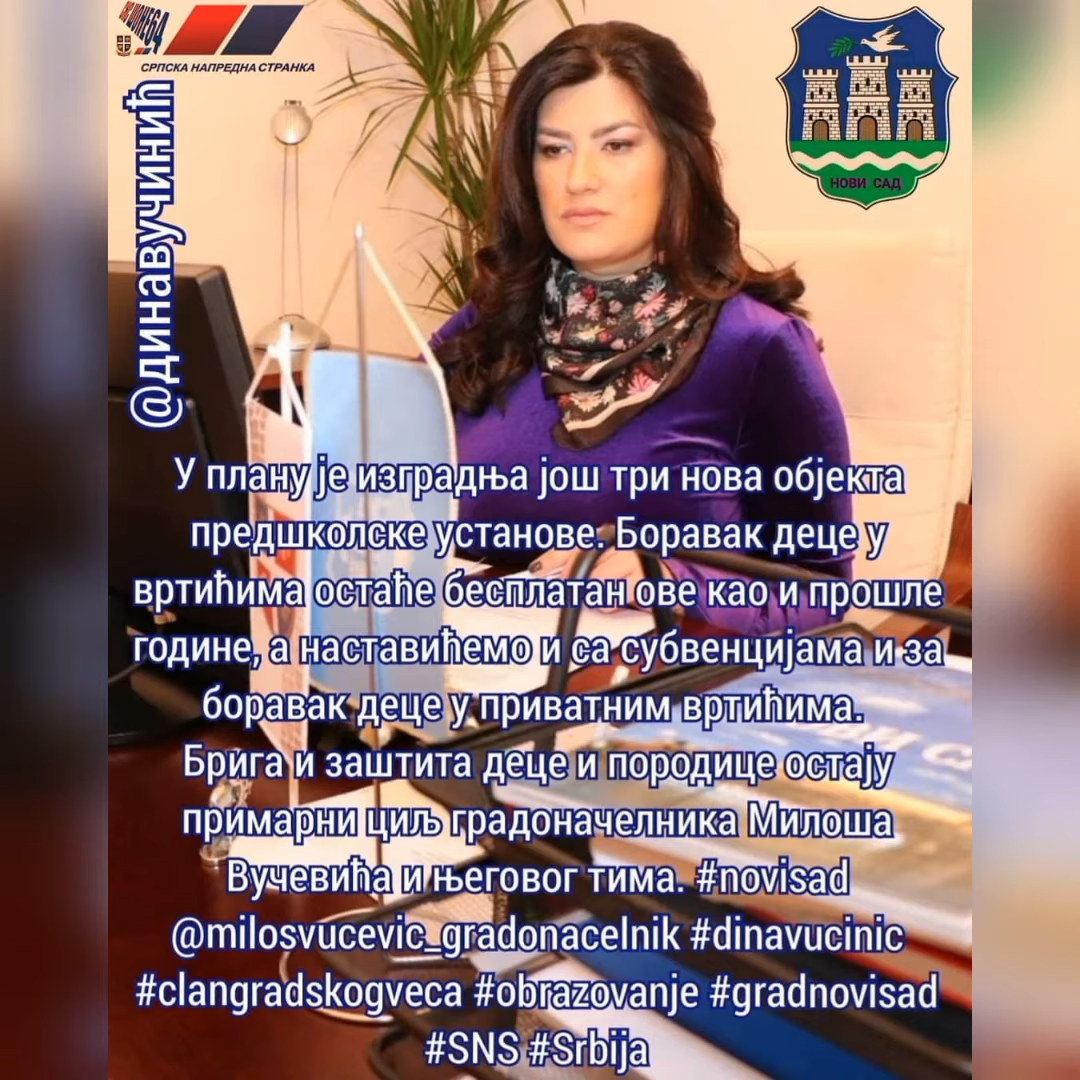 СРПСКА НАПРЕДНА СТРАНКА
НОВИ САД
@динавучинић
У плану је изградња још три нова објекта
предшколске установе. Боравак деце у
вртићима остаће бесплатан ове као и прошле
године, а наставићемо и са субвенцијама и за
боравак деце у приватним вртићима.
Брига и заштита деце и породице остају
примарни циљ градоначелника Милоша
Вучевића и његовог тима. #novisad
@milosvucevic_gradonacelnik #dinavucinic
#clangradskogveca #obrazovanje #gradnovisad
#SNS #Srbija